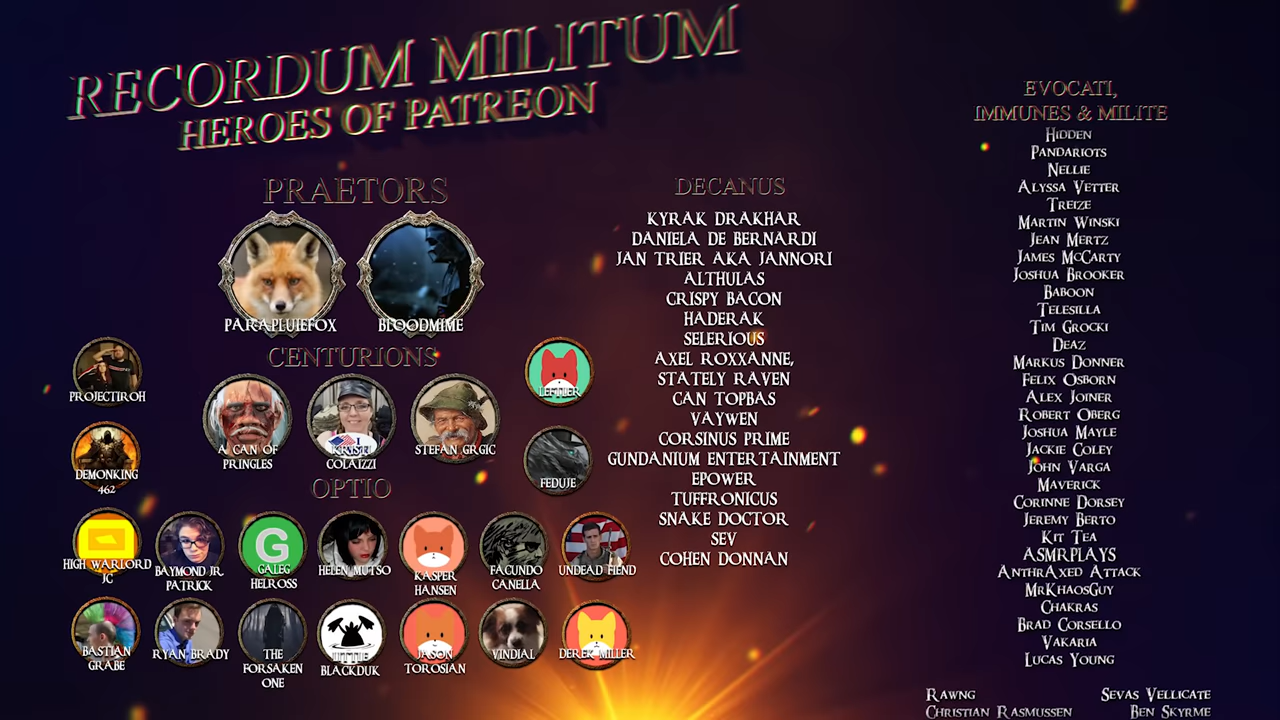 RECORDUM MILITUM
HEROES OF PATREON
PRAETORS
PARAPLUIEFOX
BLOODMIME
CENTURIONS
PROJECTIROH
A CAN OF
PRINGLES
KRISTI
COLAIZZI
STEFAN GRGIC
LEFTLER
DEMONKING
462
FEDUJE
OPTIO
HIGH WARLORD
JC
BAYMOND JR.
PATRICK
GALEG
HELROSS
HELEN MUTSO
KASPER
HANSEN
FACUNDO
CANELLA
UNDEAD FIEND
BASTIAN
GRABE
RYAN BRADY
THE
FORSAKEN
ONE
BLACKDUK
JASON
TOROSIAN
VINDIAL
DEREK MILLER
DECANUS
KYRAK DRAKHAR
DANIELA DE BERNARDI
JAN TRIER AKA JANNORI
ALTHULAS
CRISPY BACON
HADERAK
SELERIOUS
AXEL ROXXANNE,
STATELY RAVEN
CAN TOPBAS
VAYWEN
CORSINUS PRIME
GUNDANIUM ENTERTAINMENT
EPOWER
TUFFRONICUS
SNAKE DOCTOR
SEV
COHEN DONNAN
EVOCATI,
IMMUNES & MILITE
HIDDEN
PANDARIOTS
NELLIE
ALYSSA VETTER
TREIZE
MARTIN WINSKI
JEAN MERTZ
JAMES MCCARTY
JOSHUA BROOKER
BABOON
TELESILLA
TIM GROCKI
DEAZ
MARKUS DONNER
FELIX OSBORN
ALEX JOINER
ROBERT OBERG
JOSHUA MAYLE
JACKIE COLEY
JOHN VARGA
MAVERICK
CORINNE DORSEY
JEREMY BERTO
KIT TEA
ASMRPLAYS
ANTHRAXED ATTACK
MRKHAOSGUY
CHAKRAS
BRAD CORSELLO
VAKARIA
LUCAS YOUNG
RAWNG
SEVAS VELLICATE
CHRISTIAN RASMUSSEN
BEN SKYRME